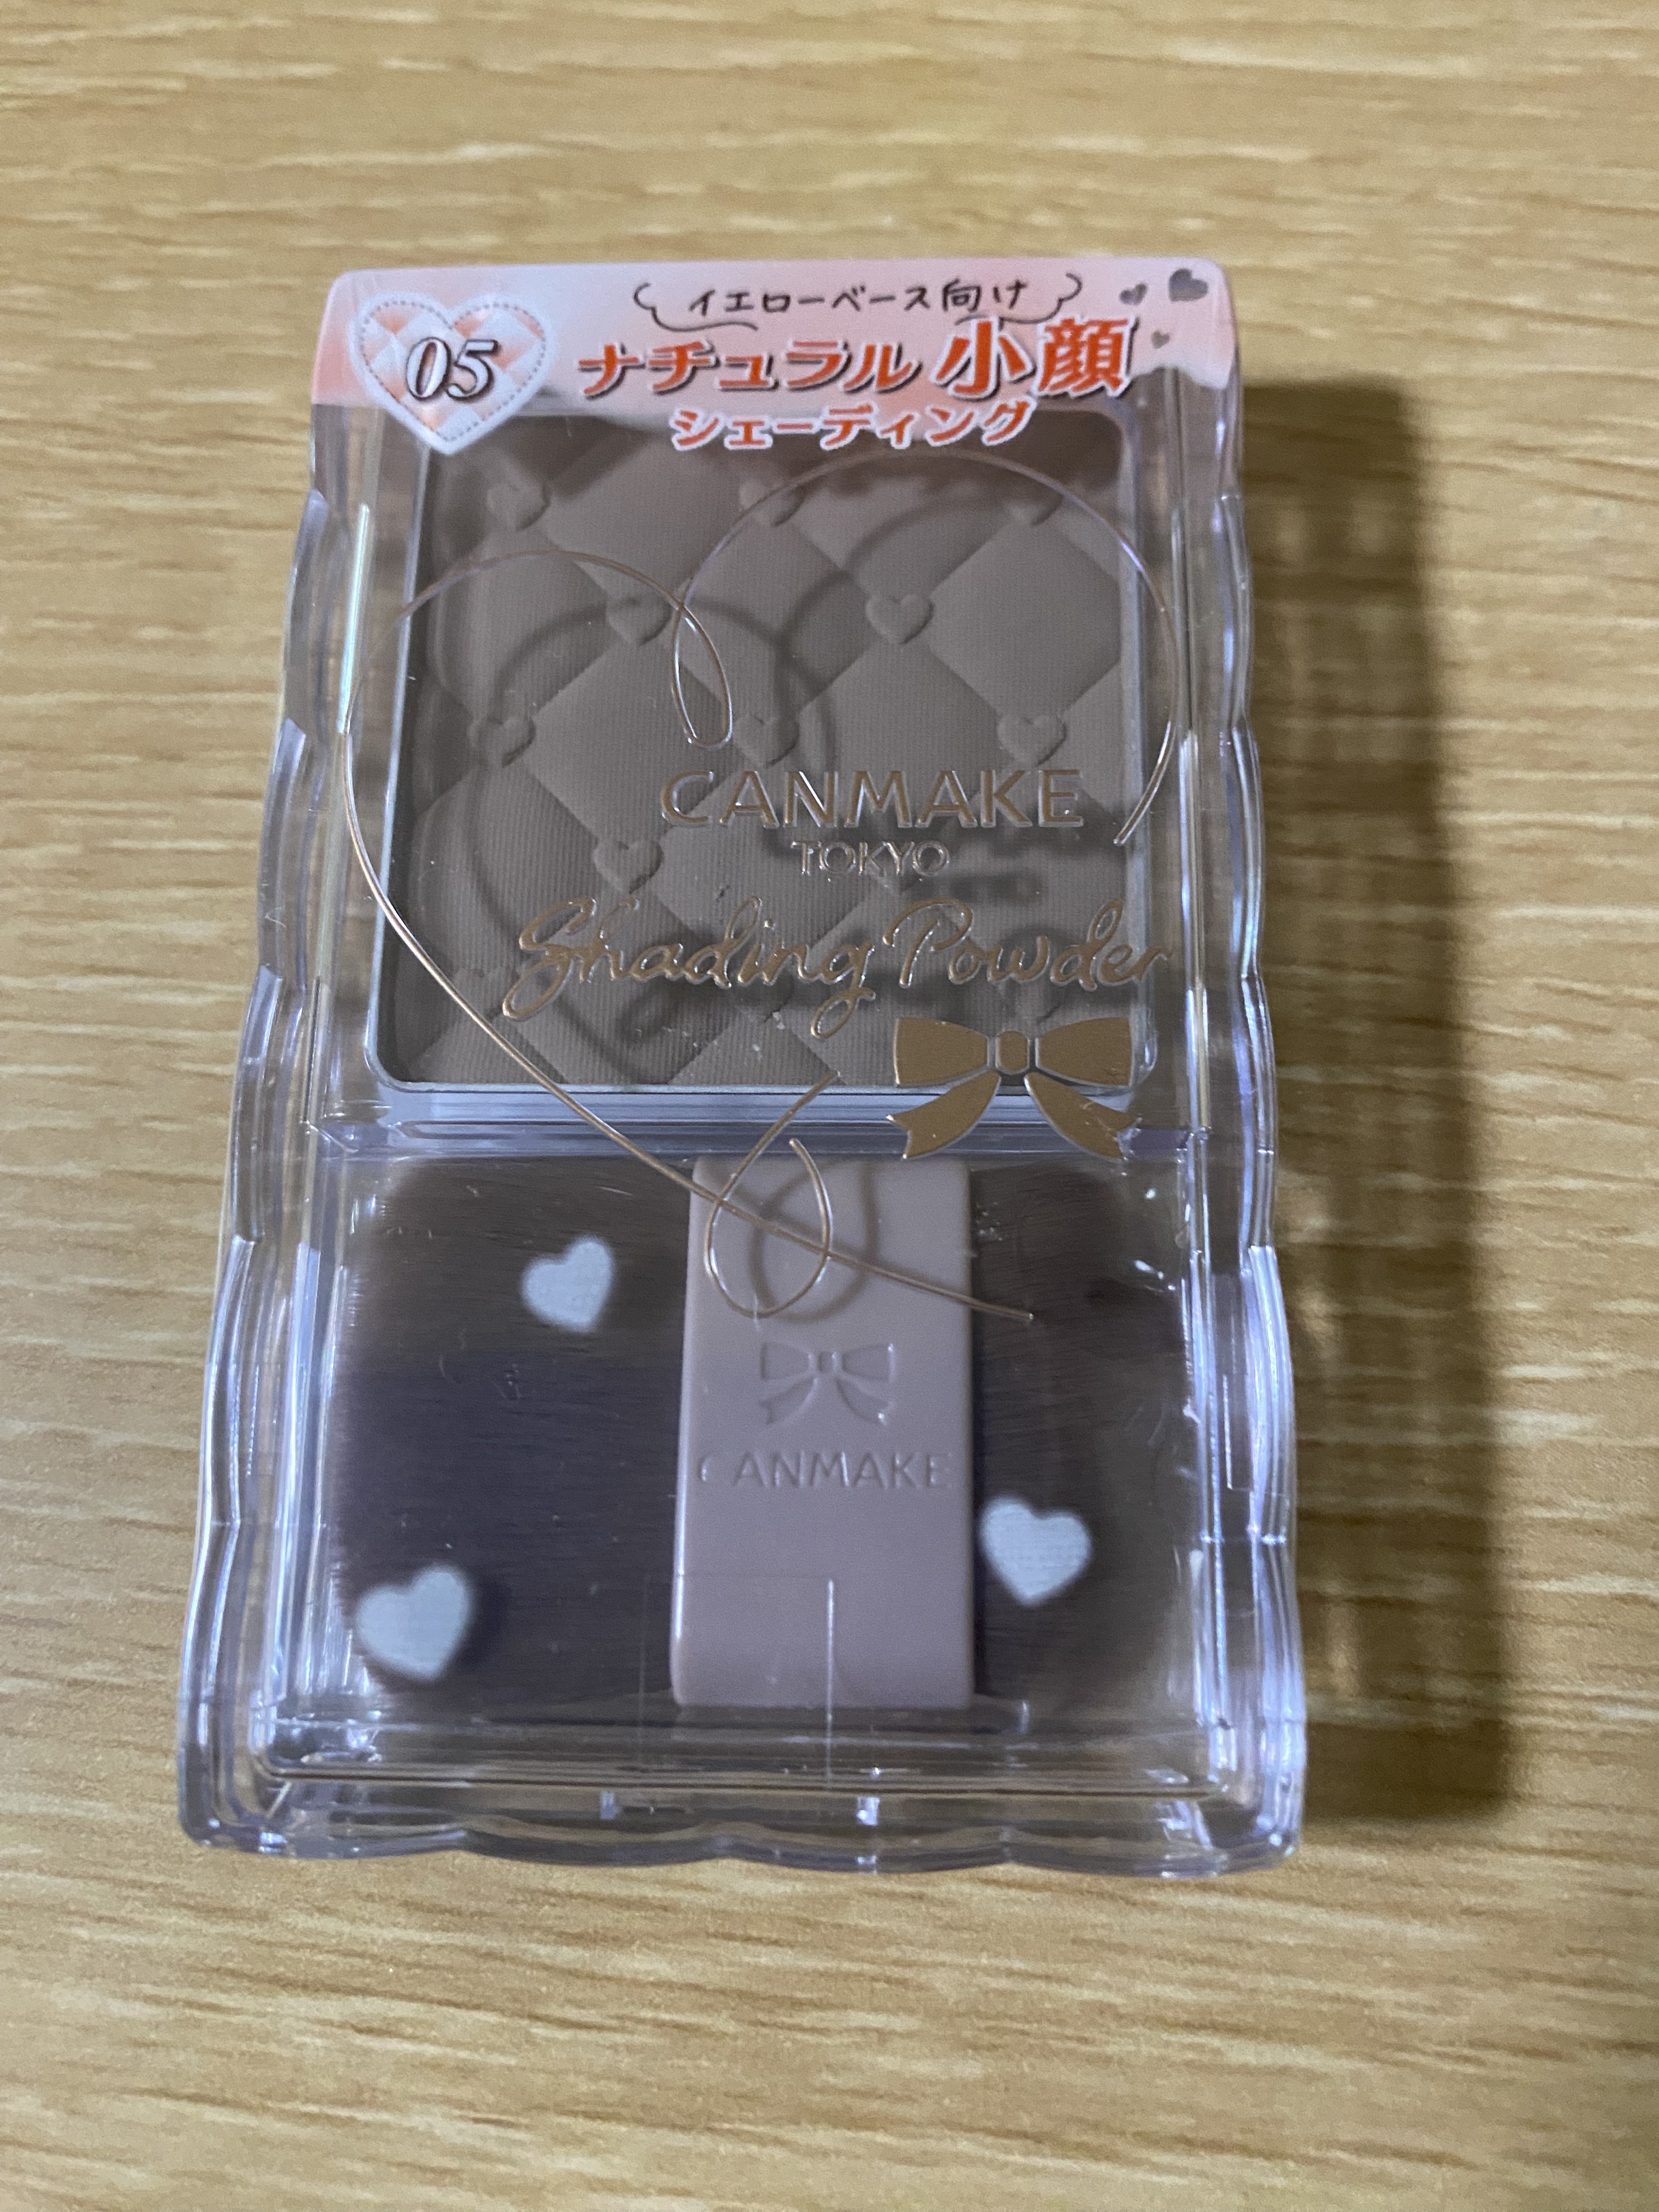 05
イエローベース向け
ナチュラル小顔
シェーディング
CANMAKE
TOKYO
Shading Powder
CANMAKE